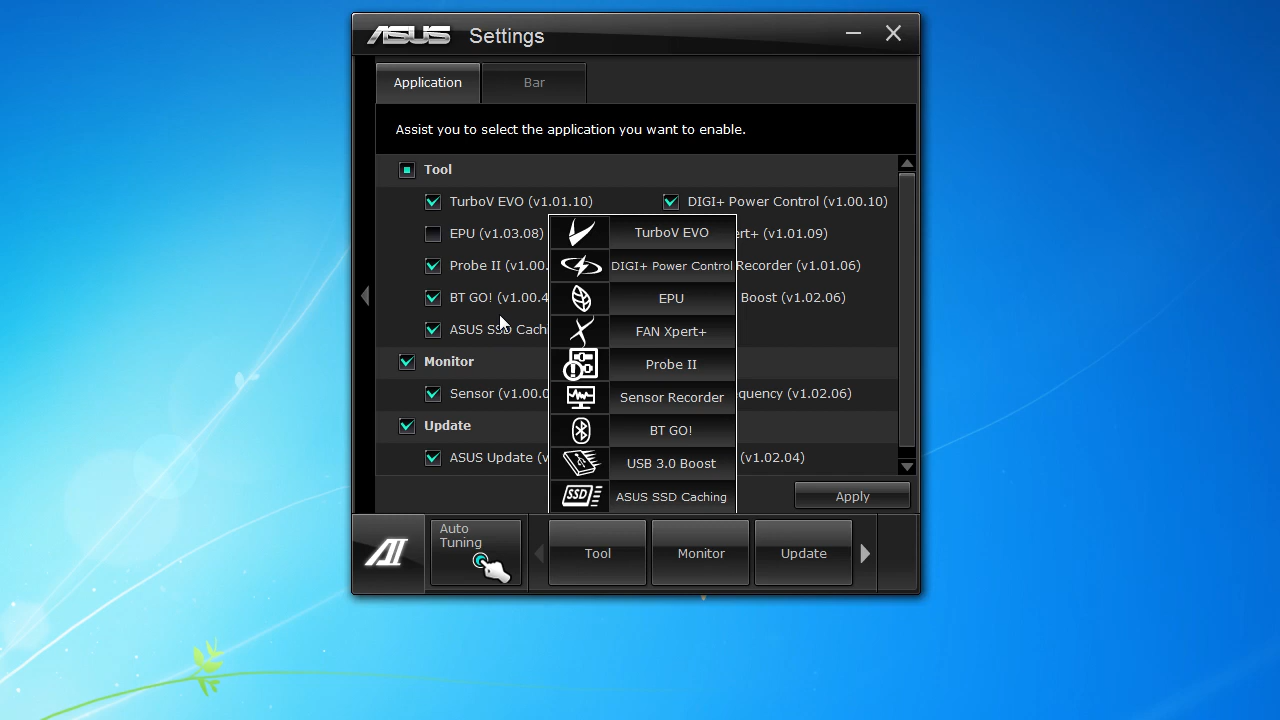 ASUS Settings
Application
Bar
Assist you to select the application you want to enable.
Tool
TurboV EVO (v1.01.10)
DIGI+ Power Control (v1.00.10)
EPU (v1.03.08)
ert+ (v1.01.09)
Probe II (v1.00.
Recorder (v1.01.06)
BT GO! (v1.00.4
Boost (v1.02.06)
ASUS SSD Cach
Monitor
Sensor (v1.00.0
quency (v1.02.06)
Update
ASUS Update (v
(v1.02.04)
TurboV EVO
DIGI+ Power Control
EPU
FAN Xpert+
Probe II
Sensor Recorder
BT GO!
USB 3.0 Boost
SSD ASUS SSD Caching
Apply
AI
Auto
Tuning
Tool
Monitor
Update